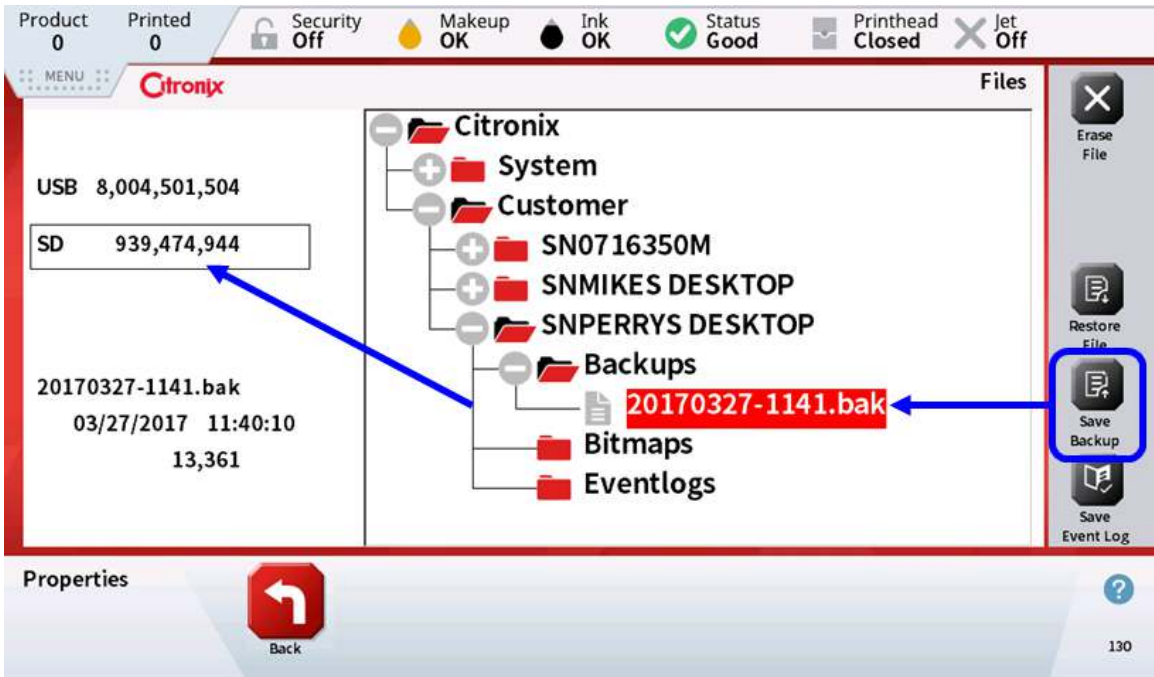 Product Printed Security Makeup Ink Status Printhead Jet
0 0 Off OK OK Good Closed Off
MENU Citronix Files
Citronix
System
Customer
SN0716350M
SNMIKES DESKTOP
SNPERRYS DESKTOP
Backups
20170327-1141.bak
Bitmaps
Eventlogs
USB 8,004,501,504
SD 939,474,944
20170327-1141.bak
03/27/2017 11:40:10
13,361
Erase
File
Restore
File
Save
Backup
Save
Event Log
Properties
Back
130
?